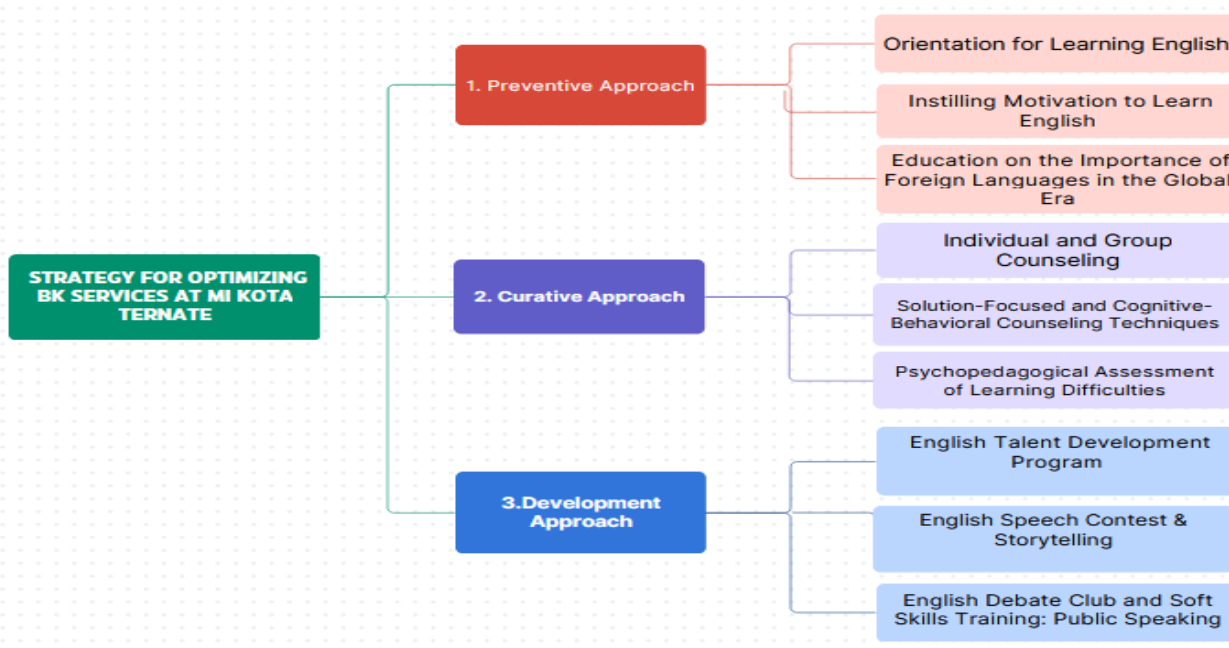 STRATEGY FOR OPTIMIZING
BK SERVICES AT MI KOTA
TERNATE
1. Preventive Approach
Orientation for Learning English
Instilling Motivation to Learn
English
Education on the Importance of
Foreign Languages in the Global
Era
2. Curative Approach
Individual and Group
Counseling
Solution-Focused and Cognitive-
Behavioral Counseling Techniques
Psychopedagogical Assessment
of Learning Difficulties
3.Development
Approach
English Talent Development
Program
English Speech Contest &
Storytelling
English Debate Club and Soft
Skills Training: Public Speaking